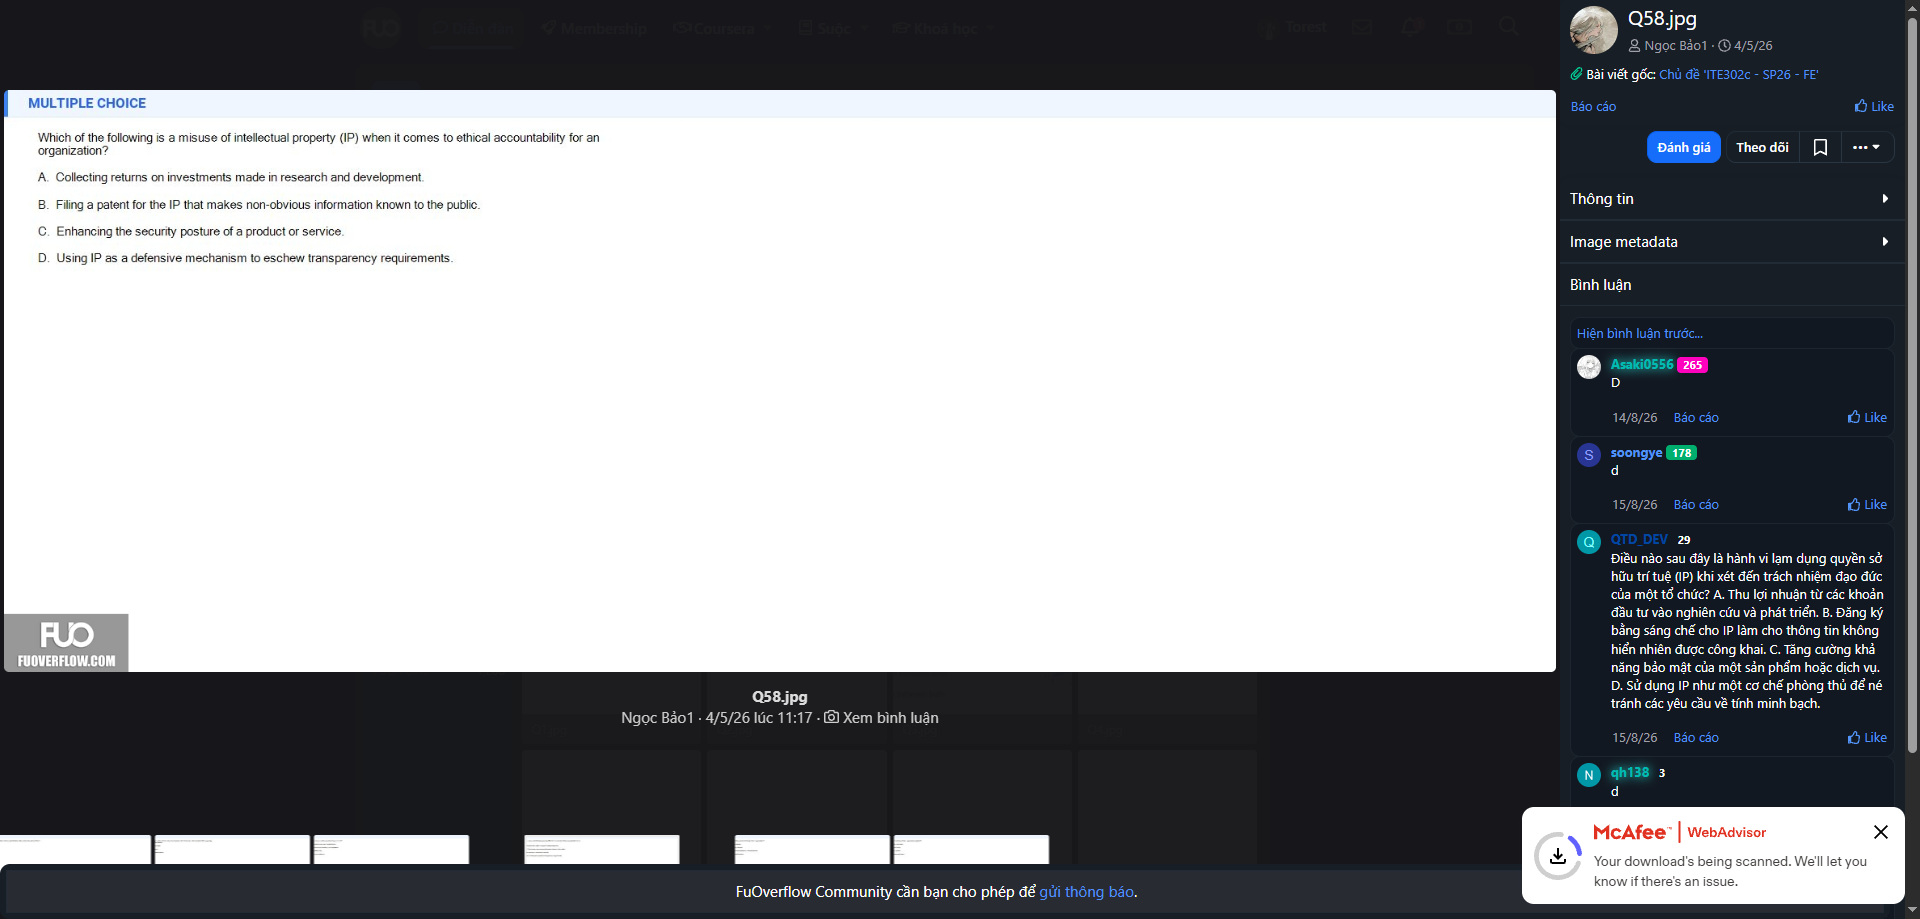 FUO
Membership
Coursera
Khoá học
Torest
MULTIPLE CHOICE
Which of the following is a misuse of intellectual property (IP) when it comes to ethical accountability for an
organization?
A. Collecting returns on investments made in research and development.
B. Filing a patent for the IP that makes non-obvious information known to the public.
C. Enhancing the security posture of a product or service.
D. Using IP as a defensive mechanism to eschew transparency requirements.
FUO
FUOVERFLOW.COM
Q58.jpg
Ngọc Bảo1 · 4/5/26 lúc 11:17 · Xem bình luận
FuOverflow Community cần bạn cho phép để gửi thông báo.
Q58.jpg
Ngọc Bảo1 · 4/5/26
Bài viết gốc: Chủ đề 'ITE302c - SP26 - FE'
Báo cáo
Like
Đánh giá
Theo dõi
Thông tin
Image metadata
Bình luận
Hiện bình luận trước...
Asaki0556 265
D
14/8/26 Báo cáo Like
S
soongye 178
d
15/8/26 Báo cáo Like
Q
QTD_DEV 29
Điều nào sau đây là hành vi lạm dụng quyền sở
hữu trí tuệ (IP) khi xét đến trách nhiệm đạo đức
của một tổ chức? A. Thu lợi nhuận từ các khoản
đầu tư vào nghiên cứu và phát triển. B. Đăng ký
bằng sáng chế cho IP làm cho thông tin không
hiển nhiên được công khai. C. Tăng cường khả
năng bảo mật của một sản phẩm hoặc dịch vụ.
D. Sử dụng IP như một cơ chế phòng thủ để né
tránh các yêu cầu về tính minh bạch.
15/8/26 Báo cáo Like
N
qh138 3
d
McAfee™ | WebAdvisor
Your download's being scanned. We'll let you
know if there's an issue.